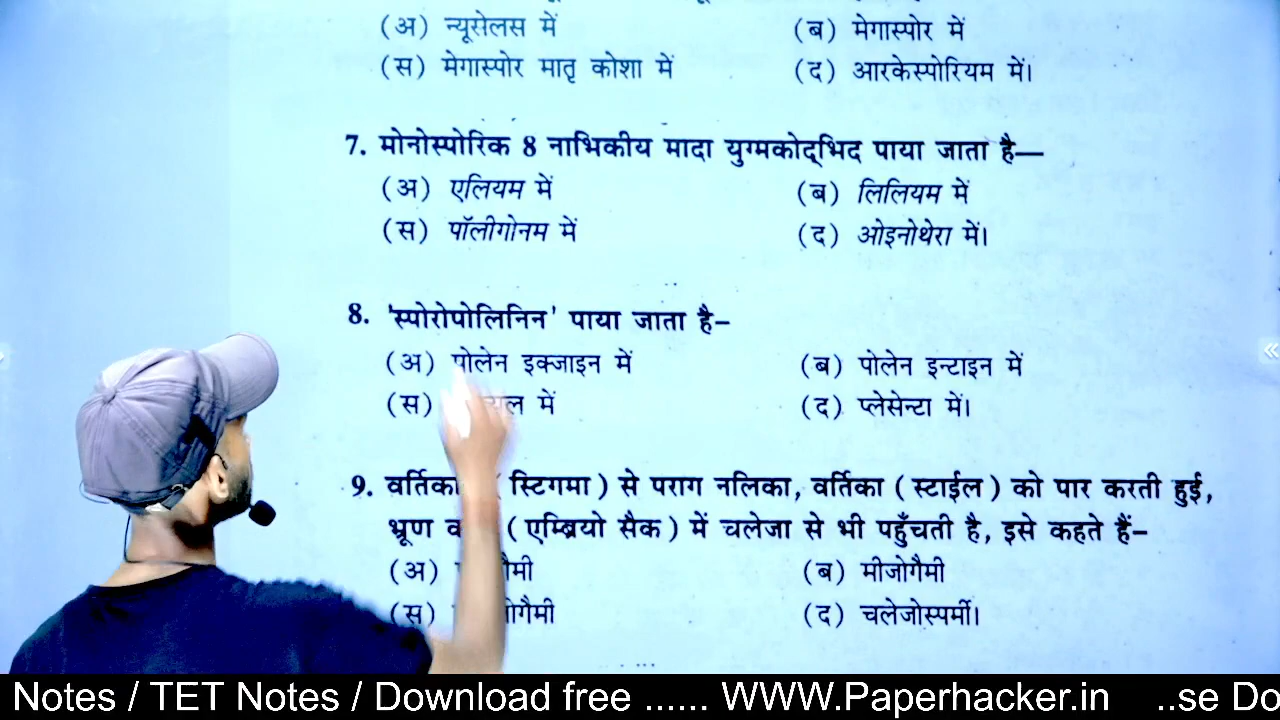 (अ) न्यूसेलस में (ब) मेगास्पोर में
(स) मेगास्पोर मातृ कोशा में (द) आरकेस्पोरियम में।
7. मोनोस्पोरिक 8 नाभिकीय मादा युग्मकोद्भिद पाया जाता है—
(अ) एलियम में (ब) लिलियम में
(स) पॉलीगोनम में (द) ओइनोथेरा में।
8. 'स्पोरोपोलिनिन' पाया जाता है–
(अ) पोलेन इक्जाइन में (ब) पोलेन इन्टाइन में
(स) में (द) प्लेसेन्टा में।
9. वर्तिका ( स्टिगमा ) से पराग नलिका, वर्तिका ( स्टाईल ) को पार करती हुई,
भ्रूण ( एम्ब्रियो सैक ) में चलेजा से भी पहुँचती है, इसे कहते हैं–
(अ) (ब) मीजोगैमी
(स) (द) चलेजोस्पर्मी।
Notes / TET Notes / Download free ...... WWW.Paperhacker.in ..se Do